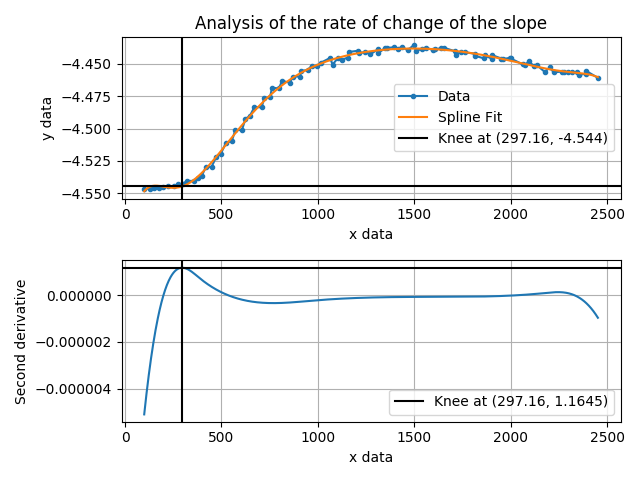 Analysis of the rate of change of the slope
−4.450
−4.475
−4.500
−4.525
−4.550
y data
Data
Spline Fit
Knee at (297.16, -4.544)
0 500 1000 1500 2000 2500
x data
0.000000
−0.000002
−0.000004
Second derivative
Knee at (297.16, 1.1645)
0 500 1000 1500 2000 2500
x data